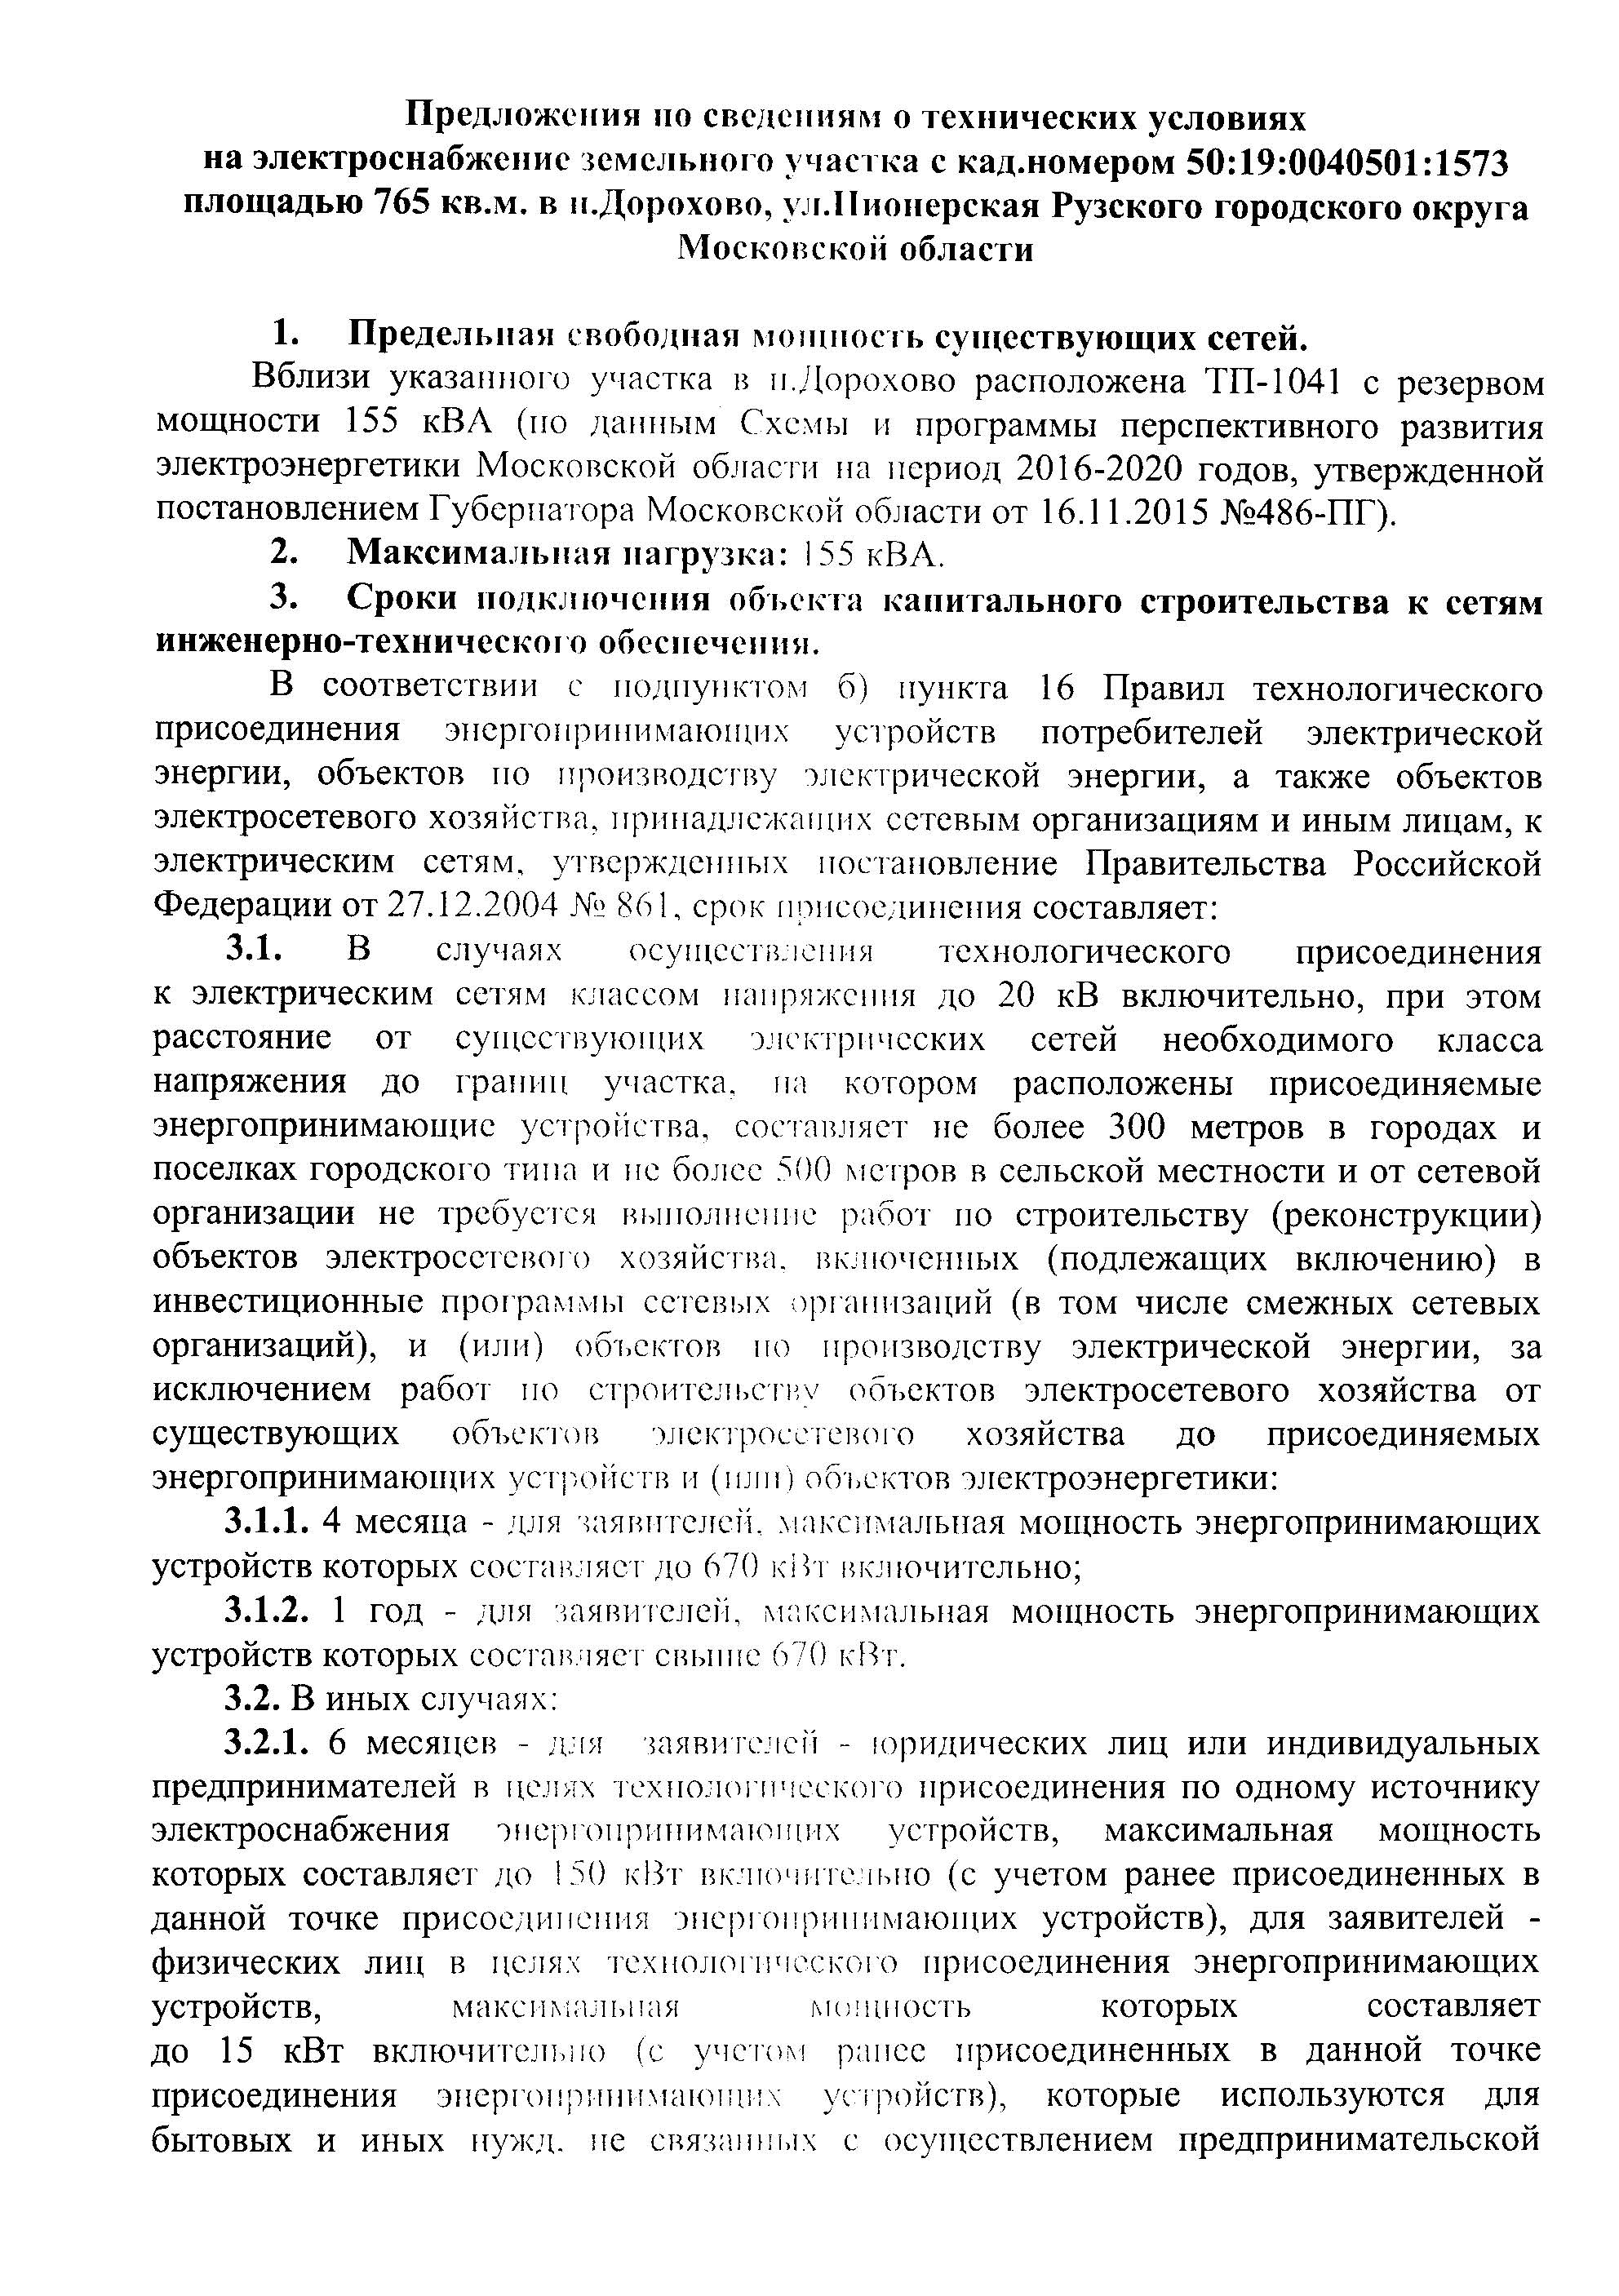 Предложения по сведениям о технических условиях
на электроснабжение земельного участка с кад.номером 50:19:0040501:1573
площадью 765 кв.м. в п.Дорохово, ул.Пионерская Рузского городского округа
Московской области
1. Предельная свободная мощность существующих сетей.
Вблизи указанного участка в п.Дорохово расположена ТП-1041 с резервом
мощности 155 кВА (по данным Схемы и программы перспективного развития
электроэнергетики Московской области на период 2016-2020 годов, утвержденной
постановлением Губернатора Московской области от 16.11.2015 №486-ПГ).
2. Максимальная нагрузка: 155 кВА.
3. Сроки подключения объекта капитального строительства к сетям
инженерно-технического обеспечения.
В соответствии с подпунктом б) пункта 16 Правил технологического
присоединения энергопринимающих устройств потребителей электрической
энергии, объектов по производству электрической энергии, а также объектов
электросетевого хозяйства, принадлежащих сетевым организациям и иным лицам, к
электрическим сетям, утвержденных постановление Правительства Российской
Федерации от 27.12.2004 № 861, срок присоединения составляет:
3.1. В случаях осуществления технологического присоединения
к электрическим сетям классом напряжения до 20 кВ включительно, при этом
расстояние от существующих электрических сетей необходимого класса
напряжения до границ участка, на котором расположены присоединяемые
энергопринимающие устройства, составляет не более 300 метров в городах и
поселках городского типа и не более 500 метров в сельской местности и от сетевой
организации не требуется выполнение работ по строительству (реконструкции)
объектов электросетевого хозяйства, включенных (подлежащих включению) в
инвестиционные программы сетевых организаций (в том числе смежных сетевых
организаций), и (или) объектов по производству электрической энергии, за
исключением работ по строительству объектов электросетевого хозяйства от
существующих объектов электросетевого хозяйства до присоединяемых
энергопринимающих устройств и (или) объектов электроэнергетики:
3.1.1. 4 месяца - для заявителей, максимальная мощность энергопринимающих
устройств которых составляет до 670 кВт включительно;
3.1.2. 1 год - для заявителей, максимальная мощность энергопринимающих
устройств которых составляет свыше 670 кВт.
3.2. В иных случаях:
3.2.1. 6 месяцев - для заявителей - юридических лиц или индивидуальных
предпринимателей в целях технологического присоединения по одному источнику
электроснабжения энергопринимающих устройств, максимальная мощность
которых составляет до 150 кВт включительно (с учетом ранее присоединенных в
данной точке присоединения энергопринимающих устройств), для заявителей -
физических лиц в целях технологического присоединения энергопринимающих
устройств, максимальная мощность которых составляет
до 15 кВт включительно (с учетом ранее присоединенных в данной точке
присоединения энергопринимающих устройств), которые используются для
бытовых и иных нужд, не связанных с осуществлением предпринимательской